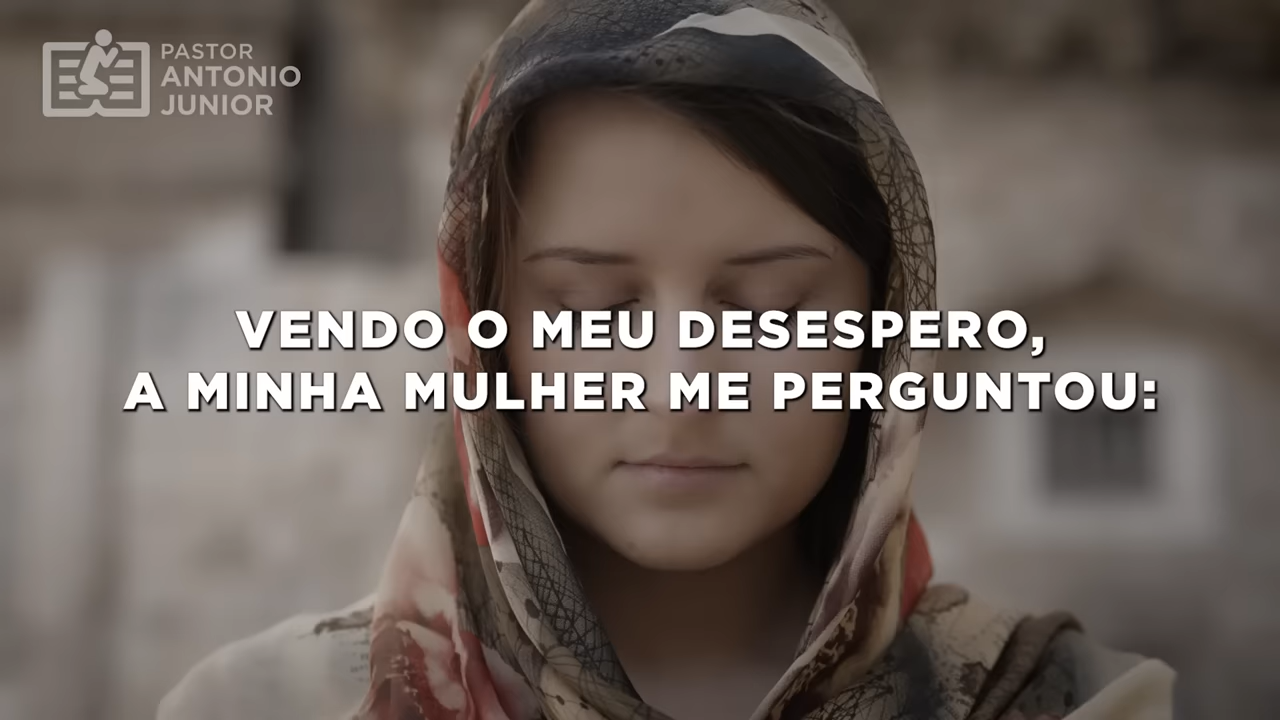 PASTOR
ANTONIO
JUNIOR
VENDO O MEU DESESPERO,
A MINHA MULHER ME PERGUNTOU: